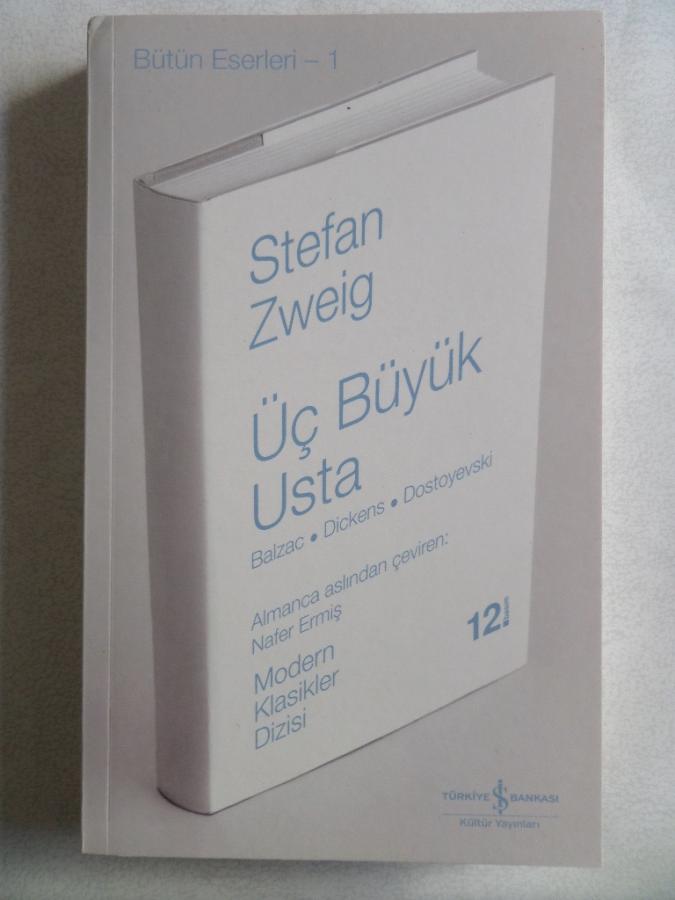 Bütün Eserleri – 1
Stefan
Zweig
Üç Büyük
Usta
Balzac • Dickens • Dostoyevski
Almanca aslından çeviren:
Nafer Ermiş
12.
Basım
Modern
Klasikler
Dizisi
TÜRKİYE İŞ BANKASI
Kültür Yayınları